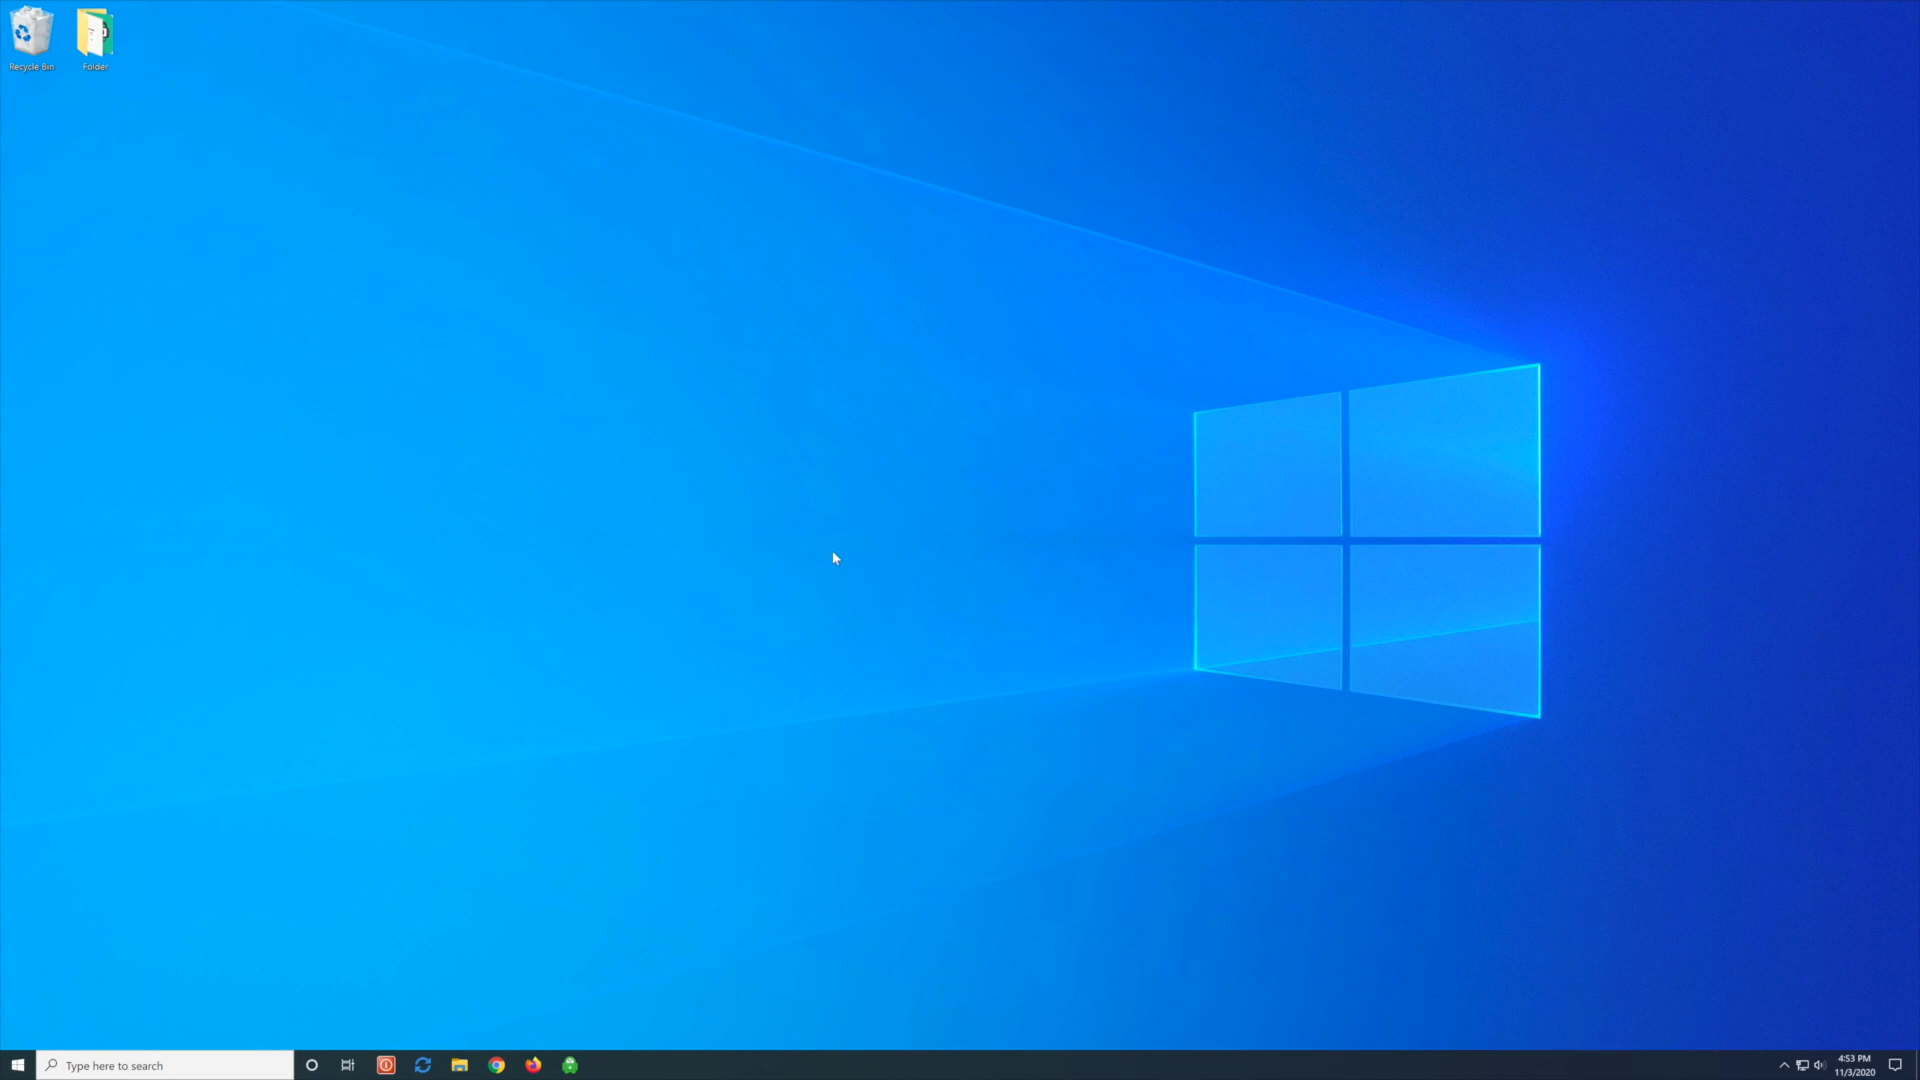 Recycle Bin
Folder
Type here to search
4:53 PM
11/3/2020